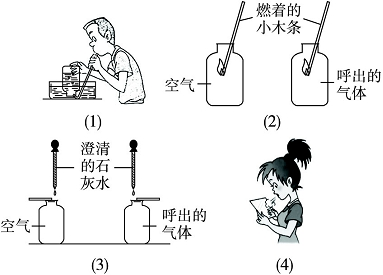 (1)
燃着的
小木条
空气
呼出的
气体
(2)
澄清
的石
灰水
空气
呼出的
气体
(3)
(4)